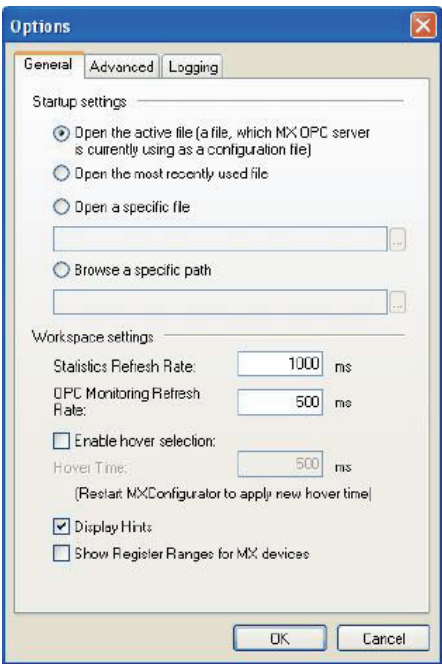 Options
General Advanced Logging
Startup settings
Open the active file (a file, which MX OPC server
is currently using as a configuration file)
Open the most recently used file
Open a specific file
...
Browse a specific path
...
Workspace settings
Statistics Refresh Rate: 1000 ms
OPC Monitoring Refresh
Rate: 500 ms
Enable hover selection:
Hover Time: 500 ms
(Restart MXConfigurator to apply new hover time)
Display Hints
Show Register Ranges for MX devices
OK Cancel